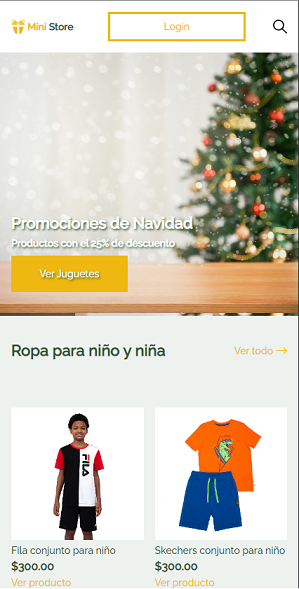 Mini Store
Login
Promociones de Navidad
Productos con el 25% de descuento
Ver Juguetes
Ropa para niño y niña
Ver todo
FILA
Fila conjunto para niño
Skechers conjunto para niño
$300.00
$300.00
Ver producto
Ver producto